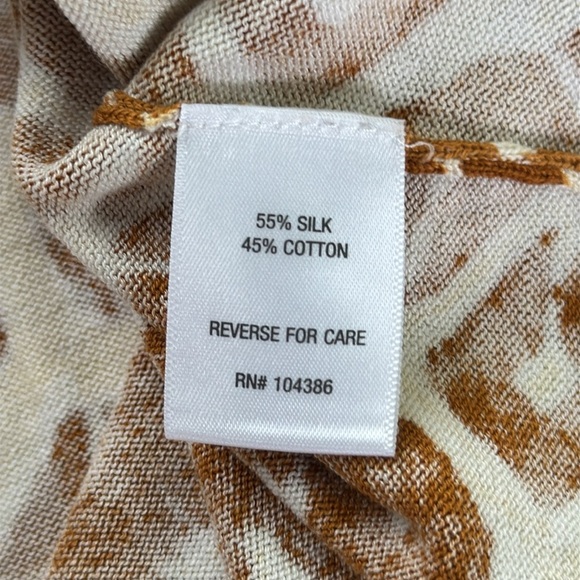 55% SILK
45% COTTON
REVERSE FOR CARE
RN# 104386